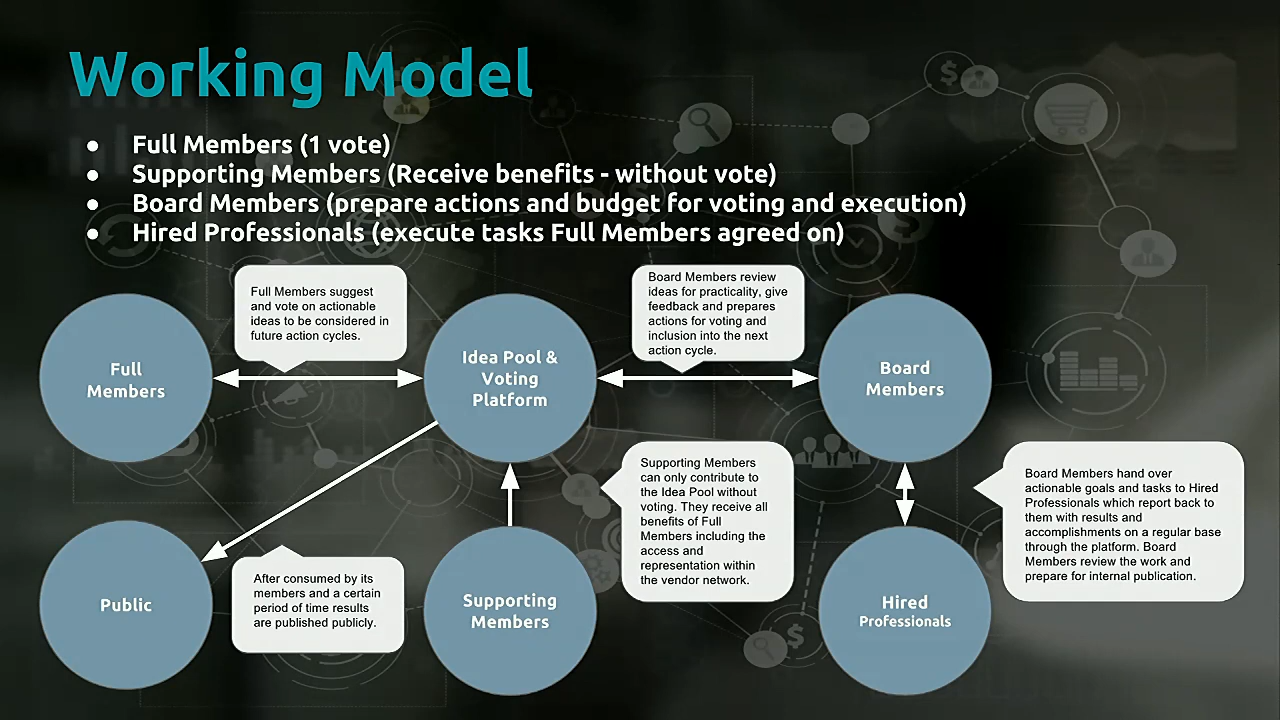 Working Model
● Full Members (1 vote)
● Supporting Members (Receive benefits - without vote)
● Board Members (prepare actions and budget for voting and execution)
● Hired Professionals (execute tasks Full Members agreed on)
Full Members suggest
and vote on actionable
ideas to be considered in
future action cycles.
Board Members review
ideas for practicality, give
feedback and prepares
actions for voting and
inclusion into the next
action cycle.
Full
Members
Idea Pool &
Voting
Platform
Board
Members
Supporting Members
can only contribute to
the Idea Pool without
voting. They receive all
benefits of Full
Members including the
access and
representation within
the vendor network.
Board Members hand over
actionable goals and tasks to Hired
Professionals which report back to
them with results and
accomplishments on a regular base
through the platform. Board
Members review the work and
prepare for internal publication.
Public
After consumed by its
members and a certain
period of time results
are published publicly.
Supporting
Members
Hired
Professionals